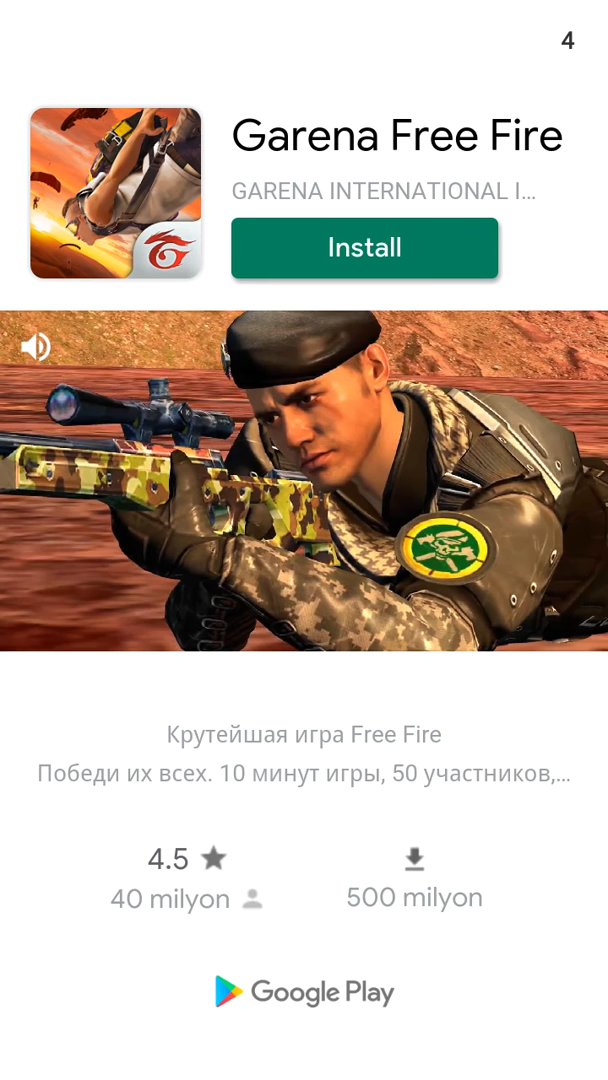 4
Garena Free Fire
GARENA INTERNATIONAL I...
Install
Крутейшая игра Free Fire
Победи их всех. 10 минут игры, 50 участников,...
4.5
40 milyon
500 milyon
Google Play